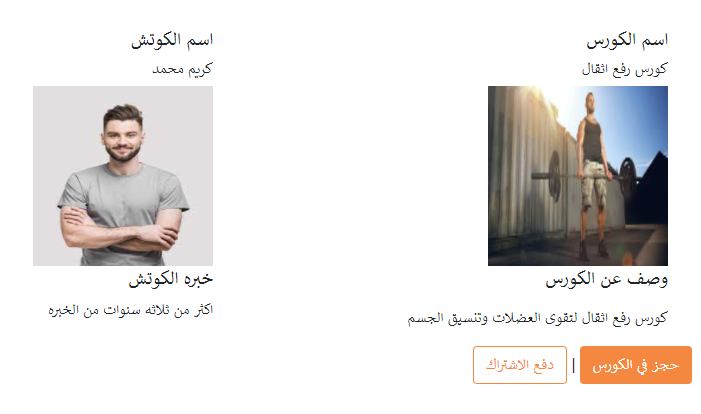 اسم الكورس
كورس رفع اثقال
وصف عن الكورس
كورس رفع اثقال لتقوى العضلات وتنسيق الجسم
حجز في الكورس | دفع الاشتراك
اسم الكوتش
كريم محمد
خبره الكوتش
اكثر من ثلاثه سنوات من الخبره